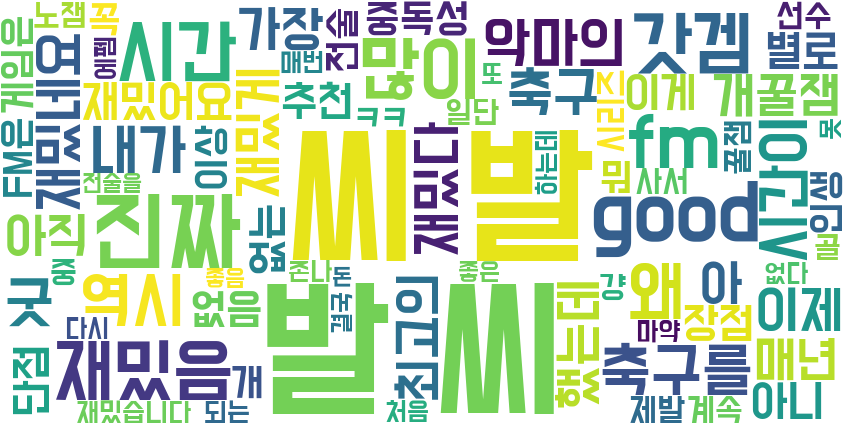 노잼
꼭
FM은 게임은
재밌네요
에펨
시간
가장
매번
전술
중독성
많이
악마의
갓겜
선수
별로
재밌어요
재밌게
추천
ㅋㅋ
또
일단
축구
시리즈
이게
개꿀잼
못
내가
이상
전술을
씨발
재밌다
하는데
뭐
fm
꿀잼
사서
시간이
인생
아직
진짜
없는
good
골
중
것
역시
좋음
없음
존나
돈
결국
최고인
좋은
했는데
걍
왜
아
없다
이제
장점
마약
다시
단점
재밌음
개
발
씨
축구를
매년
재밌습니다
되는
처음
제발
계속
아니